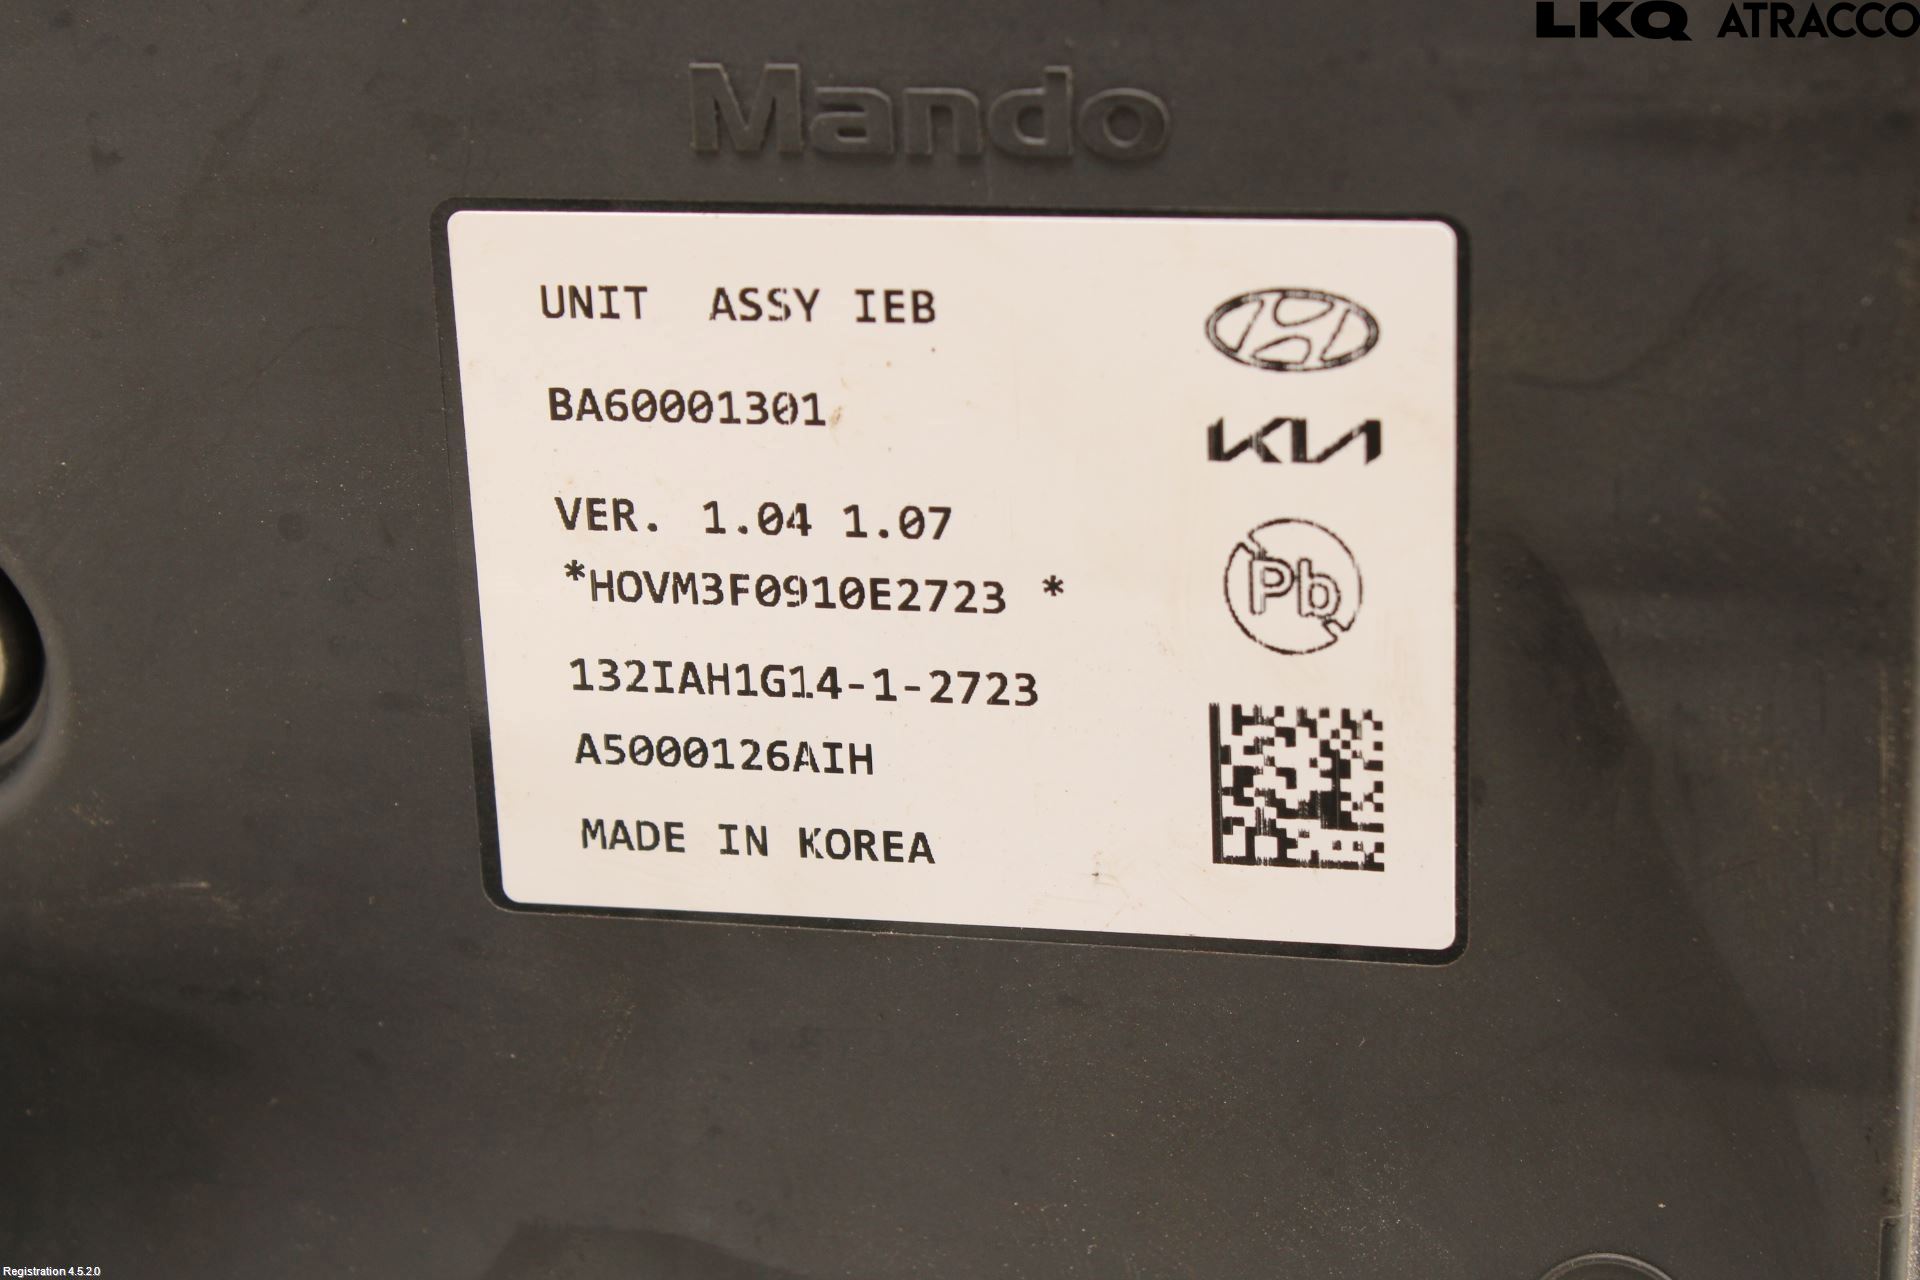 LKQ ATRACCO
Mando
UNIT ASSY IEB
BA60001301
VER. 1.04 1.07
*HOVM3F0910E2723 *
132IAH1G14-1-2723
A5000126AIH
MADE IN KOREA
KIA
Pb
Registration 4.5.2.0